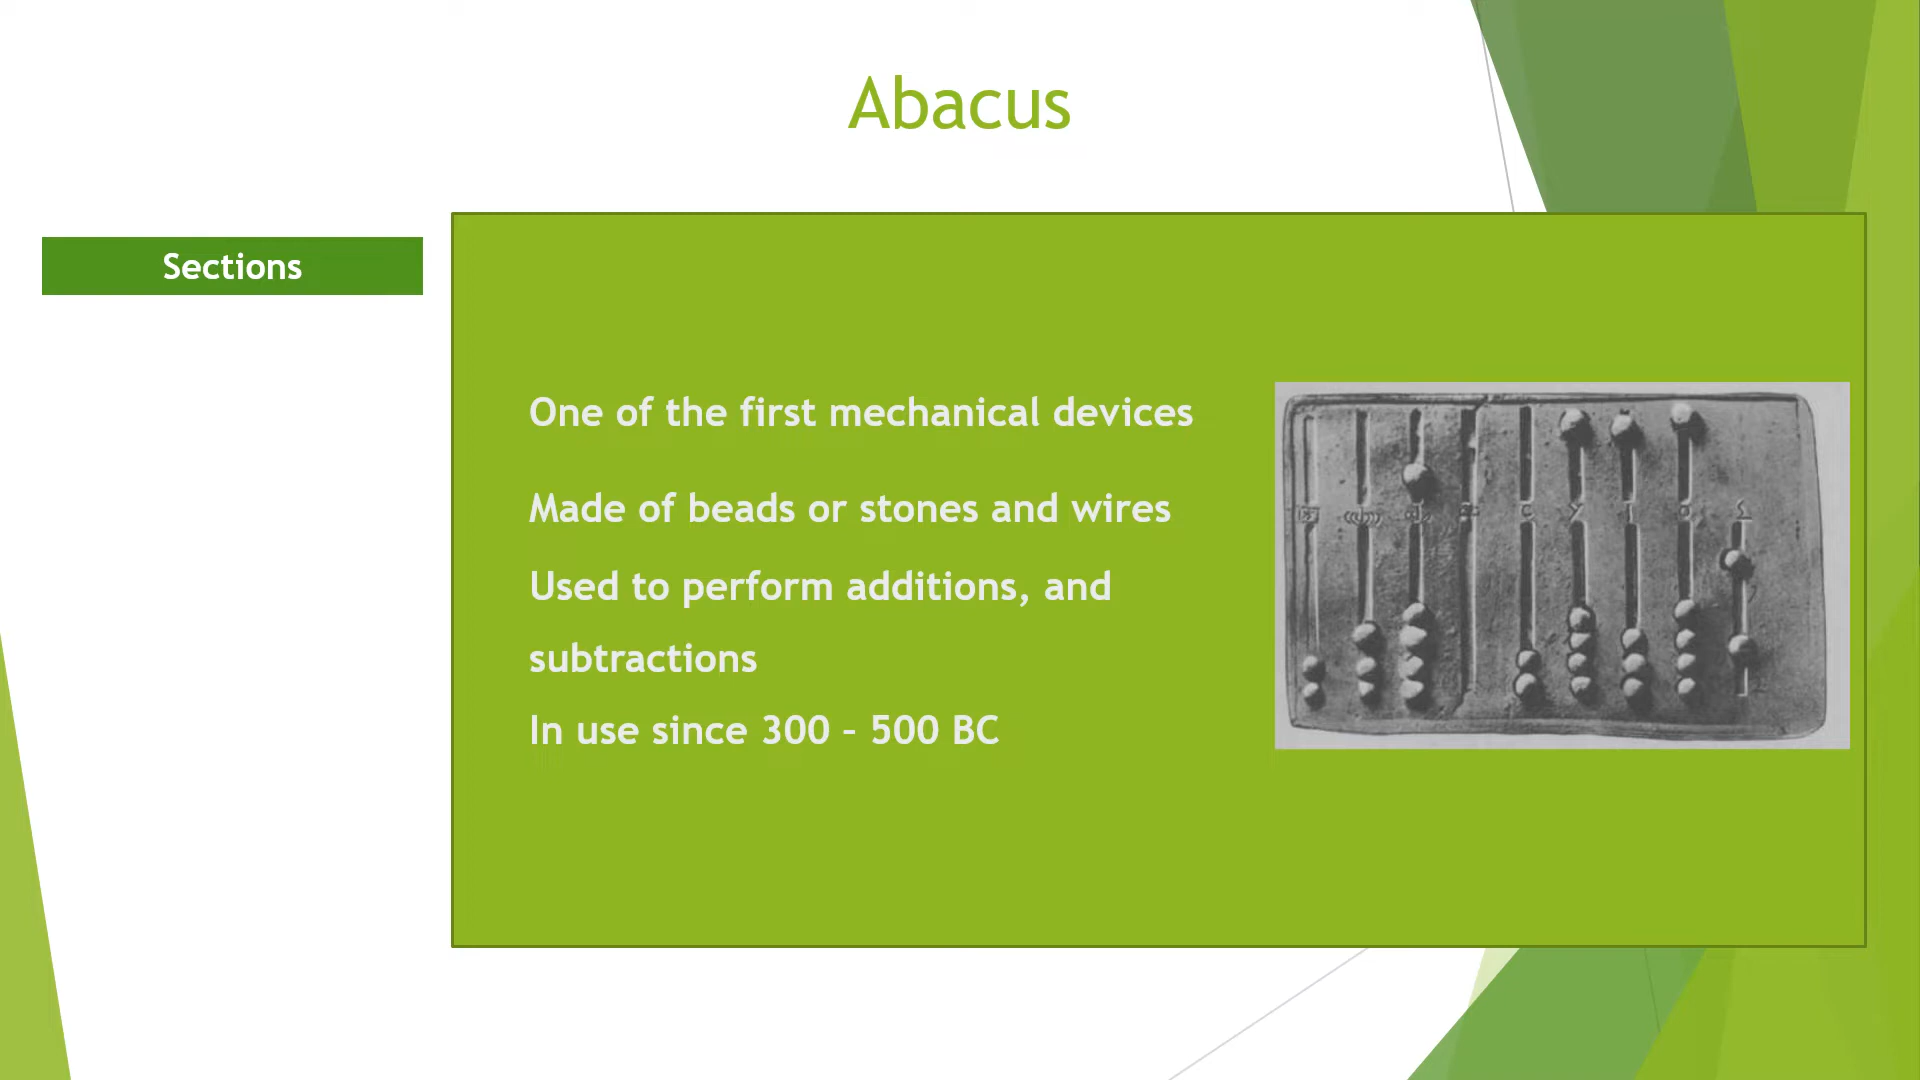 Abacus
Sections
One of the first mechanical devices
Made of beads or stones and wires
Used to perform additions, and
subtractions
In use since 300 – 500 BC